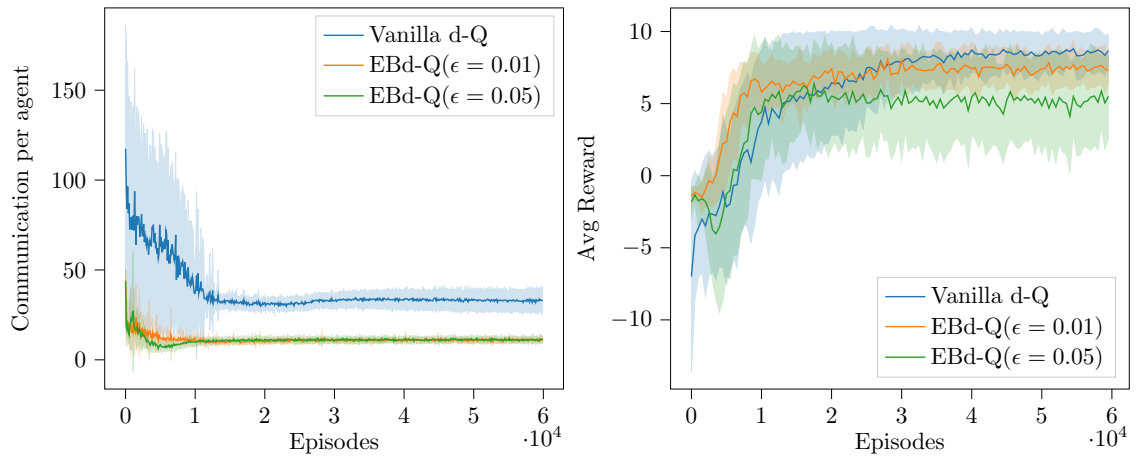 Communication per agent
150
100
50
0
Vanilla d-Q
EBd-Q(ϵ = 0.01)
EBd-Q(ϵ = 0.05)
0 1 2 3 4 5 6
Episodes
·10⁴
Avg Reward
10
5
0
−5
−10
Vanilla d-Q
EBd-Q(ϵ = 0.01)
EBd-Q(ϵ = 0.05)
0 1 2 3 4 5 6
Episodes
·10⁴